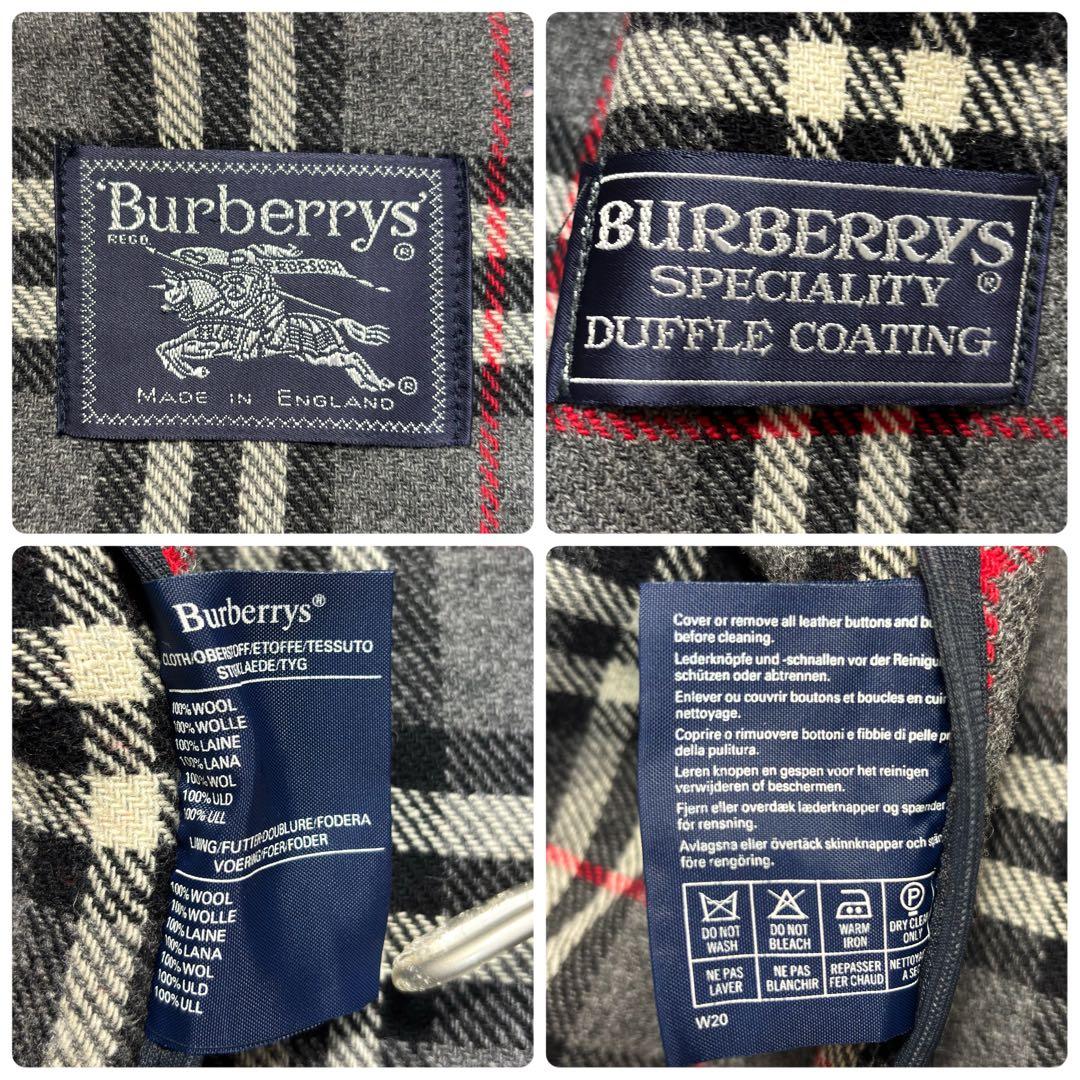 'Burberrys'
REGD.
PRORSUM
®
®
MADE IN ENGLAND
BURBERRYS
SPECIALITY ®
DUFFLE COATING
Burberrys®
CLOTH/OBERSTOFF/ETOFFE/TESSUTO
STOF/KLAEDE/TYG
100% WOOL
100% WOLLE
100% LAINE
100% LANA
100% WOL
100% ULD
100% ULL
LINING/FUTTER-DOUBLURE/FODERA
VOERING/FOER/FODER
100% WOOL
100% WOLLE
100% LAINE
100% LANA
100% WOL
100% ULD
100% ULL
Cover or remove all leather buttons and
before cleaning.
Lederknöpfe und -schnallen vor der
schützen oder abtrennen.
Enlever ou couvrir boutons et boucles en
nettoyage.
Coprire o rimuovere bottoni e fibbie di pelle
della pulitura.
Leren knopen en gespen voor het reinigen
verwijderen of beschermen.
Fjern eller overdæk læderknapper og spænder
for rensning.
Avlagsna eller övertäck skinnknappar och
före rengöring.
P
DO NOT WASH
DO NOT BLEACH
WARM IRON
DRY CLEAN ONLY
NE PAS LAVER
NE PAS BLANCHIR
REPASSER FER CHAUD
A SEC
W20